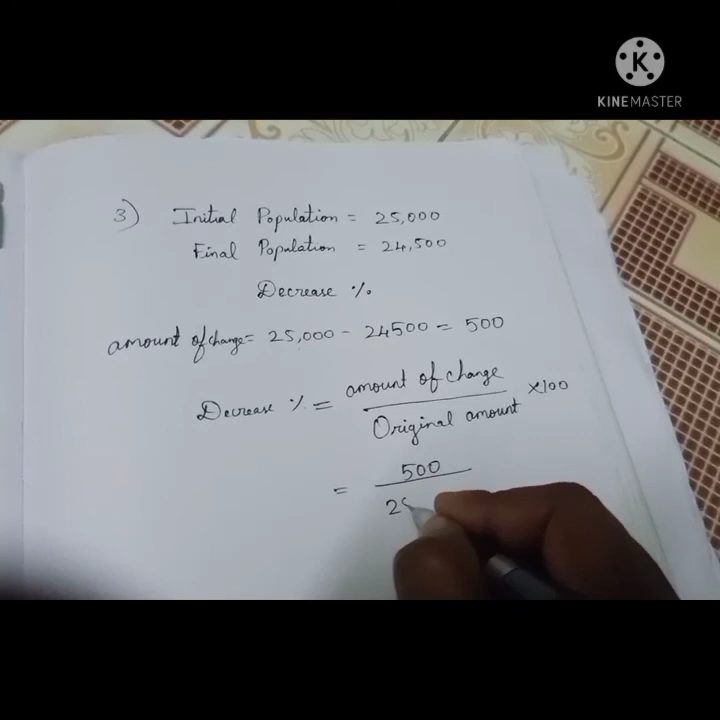 KINEMASTER
3) Initial Population = 25,000
Final Population = 24,500
Decrease %
amount of change = 25,000 - 24500 = 500
Decrease % = amount of change / Original amount ×100
= 500 / 25